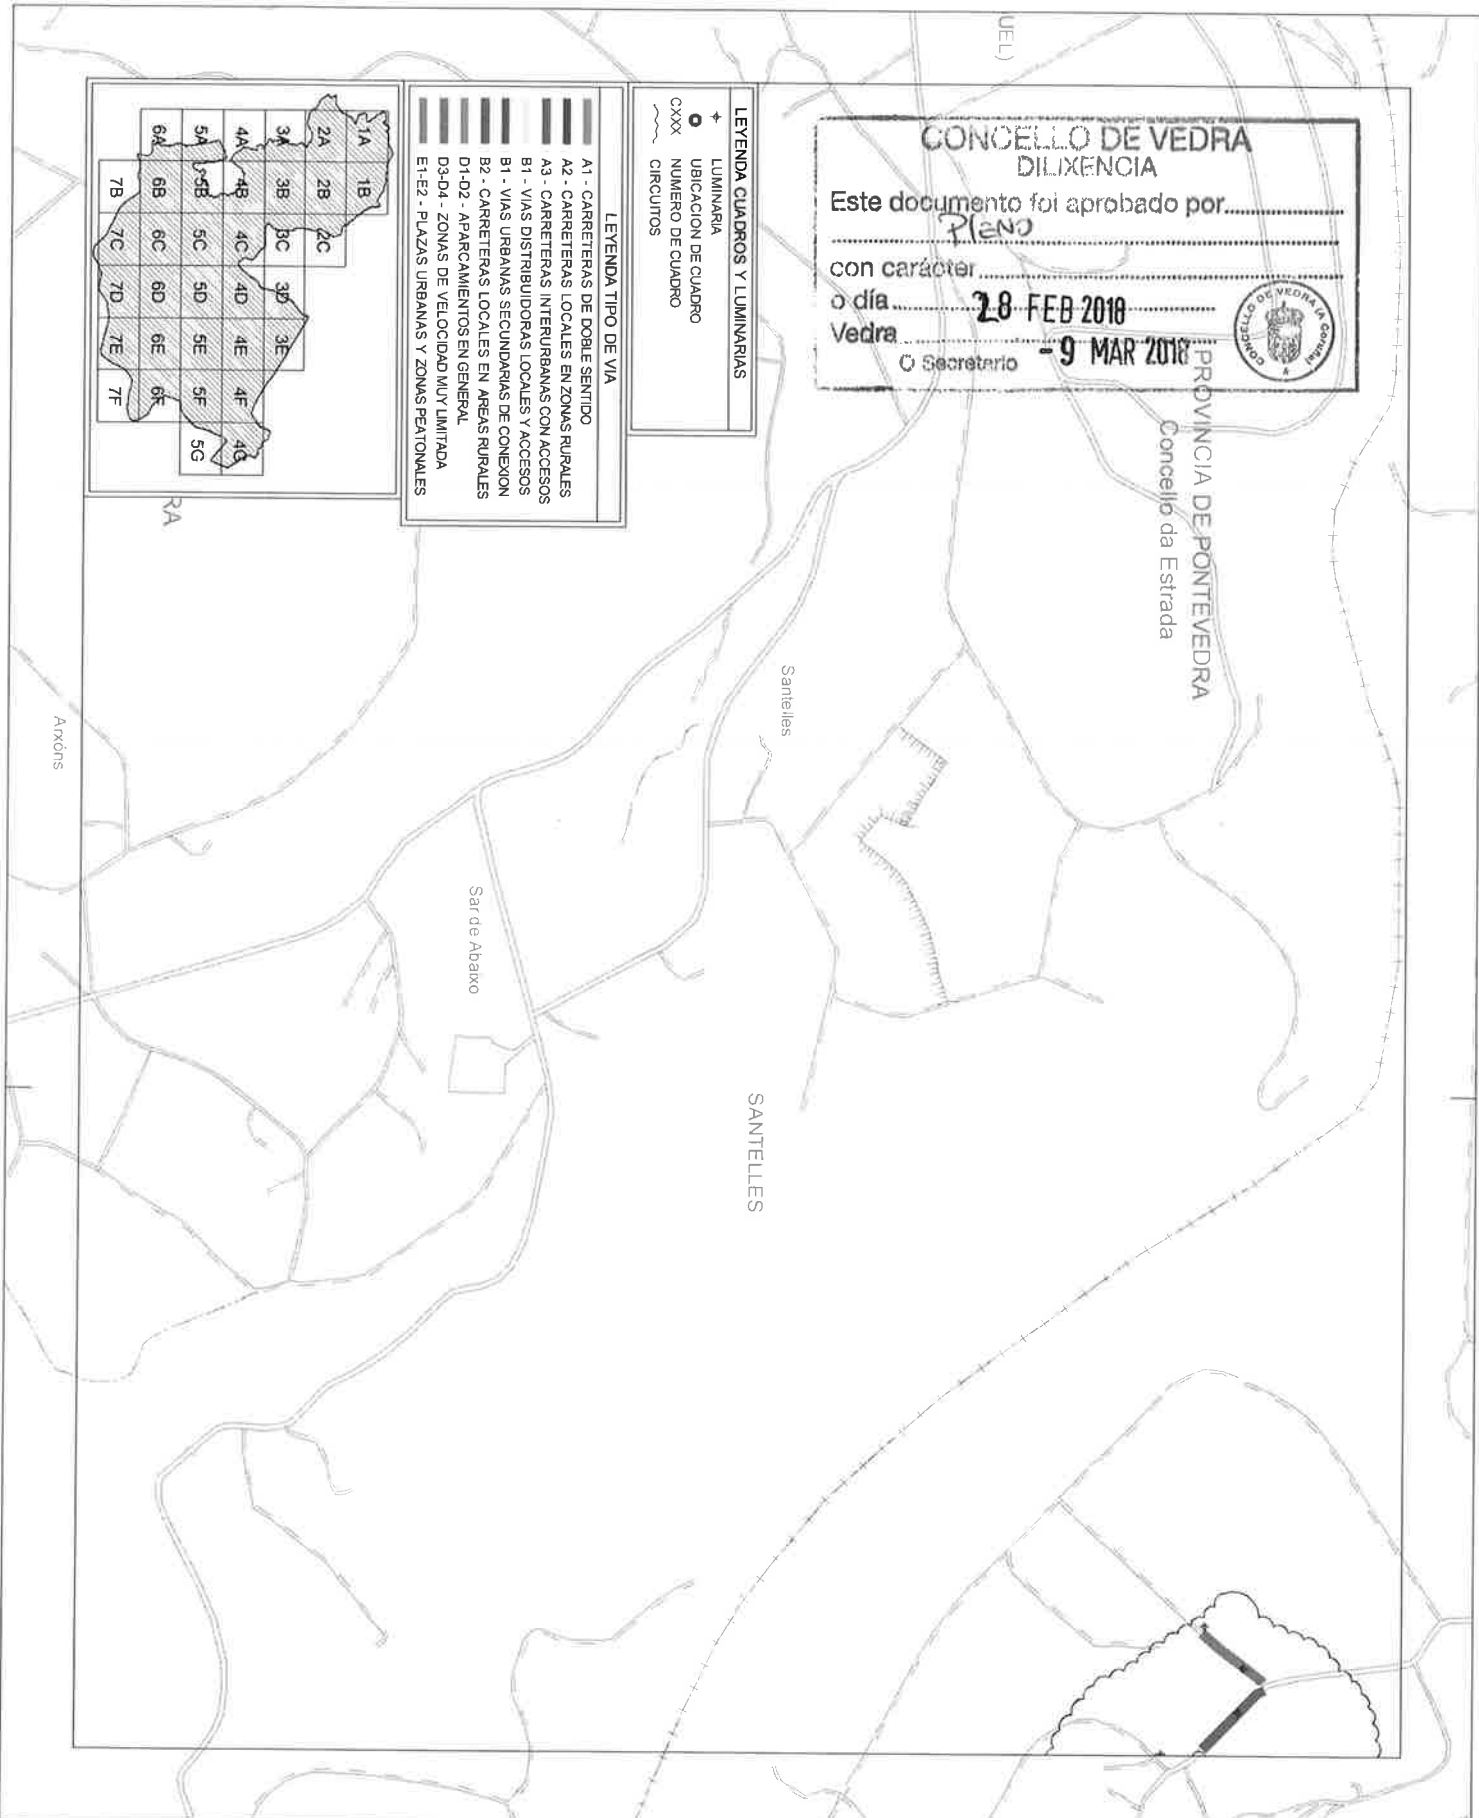 UEL)
CONCELLO DE VEDRA
DILIXENCIA
Este documento foi aprobado por
Pleno
con carácter
o día 28 FEB 2018
Vedra - 9 MAR 2018
O Secretario
CONCELLO DE VEDRA (A Coruña)
PROVINCIA DE PONTEVEDRA
Concello da Estrada
LEYENDA CUADROS Y LUMINARIAS
LUMINARIA
UBICACION DE CUADRO
CXXX NUMERO DE CUADRO
CIRCUITOS
LEYENDA TIPO DE VIA
A1 - CARRETERAS DE DOBLE SENTIDO
A2 - CARRETERAS LOCALES EN ZONAS RURALES
A3 - CARRETERAS INTERURBANAS CON ACCESOS
B1 - VIAS DISTRIBUIDORAS LOCALES Y ACCESOS
B1 - VIAS URBANAS SECUNDARIAS DE CONEXION
B2 - CARRETERAS LOCALES EN AREAS RURALES
D1-D2 - APARCAMIENTOS EN GENERAL
D3-D4 - ZONAS DE VELOCIDAD MUY LIMITADA
E1-E2 - PLAZAS URBANAS Y ZONAS PEATONALES
1A 1B
2A 2B 2C
3A 3B 3C 3D 3E
4A 4B 4C 4D 4E 4F 4G
5A 5B 5C 5D 5E 5F 5G
6A 6B 6C 6D 6E 6F
7B 7C 7D 7E 7F
RA
Santelles
Arxóns
Sar de Abaixo
SANTELLES